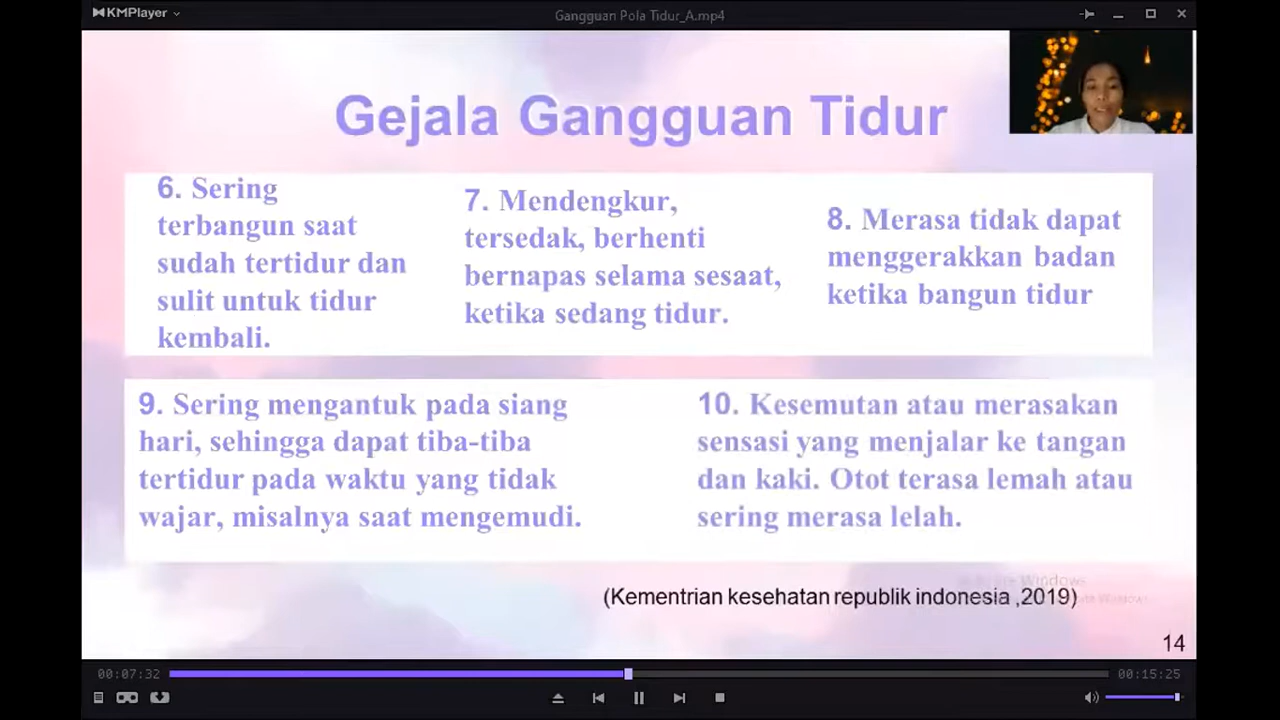 KMPlayer
Gangguan Pola Tidur_A.mp4
Gejala Gangguan Tidur
6. Sering
terbangun saat
sudah tertidur dan
sulit untuk tidur
kembali.
7. Mendengkur,
tersedak, berhenti
bernapas selama sesaat,
ketika sedang tidur.
8. Merasa tidak dapat
menggerakkan badan
ketika bangun tidur
9. Sering mengantuk pada siang
hari, sehingga dapat tiba-tiba
tertidur pada waktu yang tidak
wajar, misalnya saat mengemudi.
10. Kesemutan atau merasakan
sensasi yang menjalar ke tangan
dan kaki. Otot terasa lemah atau
sering merasa lelah.
Windows
(Kementrian kesehatan republik indonesia ,2019)
14
00:07:32
00:15:25